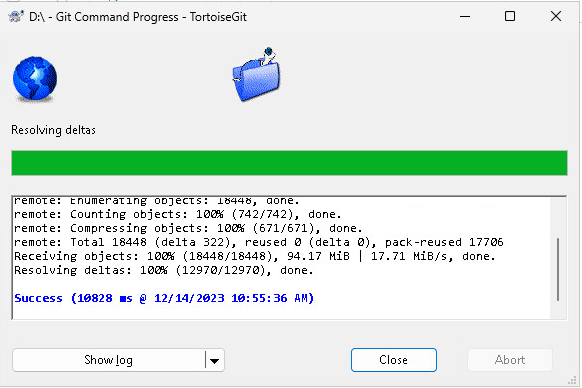 D:\ - Git Command Progress - TortoiseGit
Resolving deltas
remote: Enumerating objects: 18448, done.
remote: Counting objects: 100% (742/742), done.
remote: Compressing objects: 100% (671/671), done.
remote: Total 18448 (delta 322), reused 0 (delta 0), pack-reused 17706
Receiving objects: 100% (18448/18448), 94.17 MiB | 17.71 MiB/s, done.
Resolving deltas: 100% (12970/12970), done.
Success (10828 ms @ 12/14/2023 10:55:36 AM)
Show log
Close
Abort